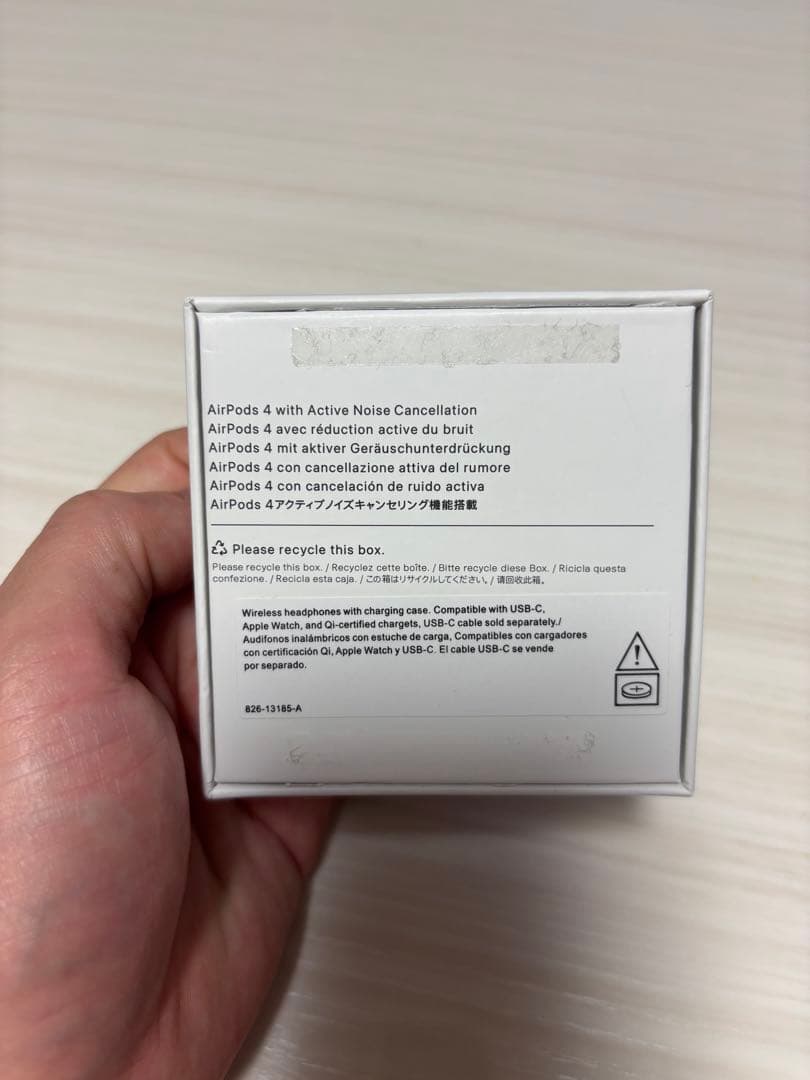 AirPods 4 with Active Noise Cancellation
AirPods 4 avec réduction active du bruit
AirPods 4 mit aktiver Geräuschunterdrückung
AirPods 4 con cancellazione attiva del rumore
AirPods 4 con cancelación de ruido activa
AirPods 4アクティブノイズキャンセリング機能搭載
Please recycle this box.
Please recycle this box. / Recyclez cette boîte. / Bitte recycle diese Box. / Ricicla questa
confezione. / Recicla esta caja. / この箱はリサイクルしてください。/ 请回收此箱。
Wireless headphones with charging case. Compatible with USB-C,
Apple Watch, and Qi-certified chargets, USB-C cable sold separately./
Audífonos inalámbricos con estuche de carga, Compatibles con cargadores
con certificación Qi, Apple Watch y USB-C. El cable USB-C se vende
por separado.
826-13185-A